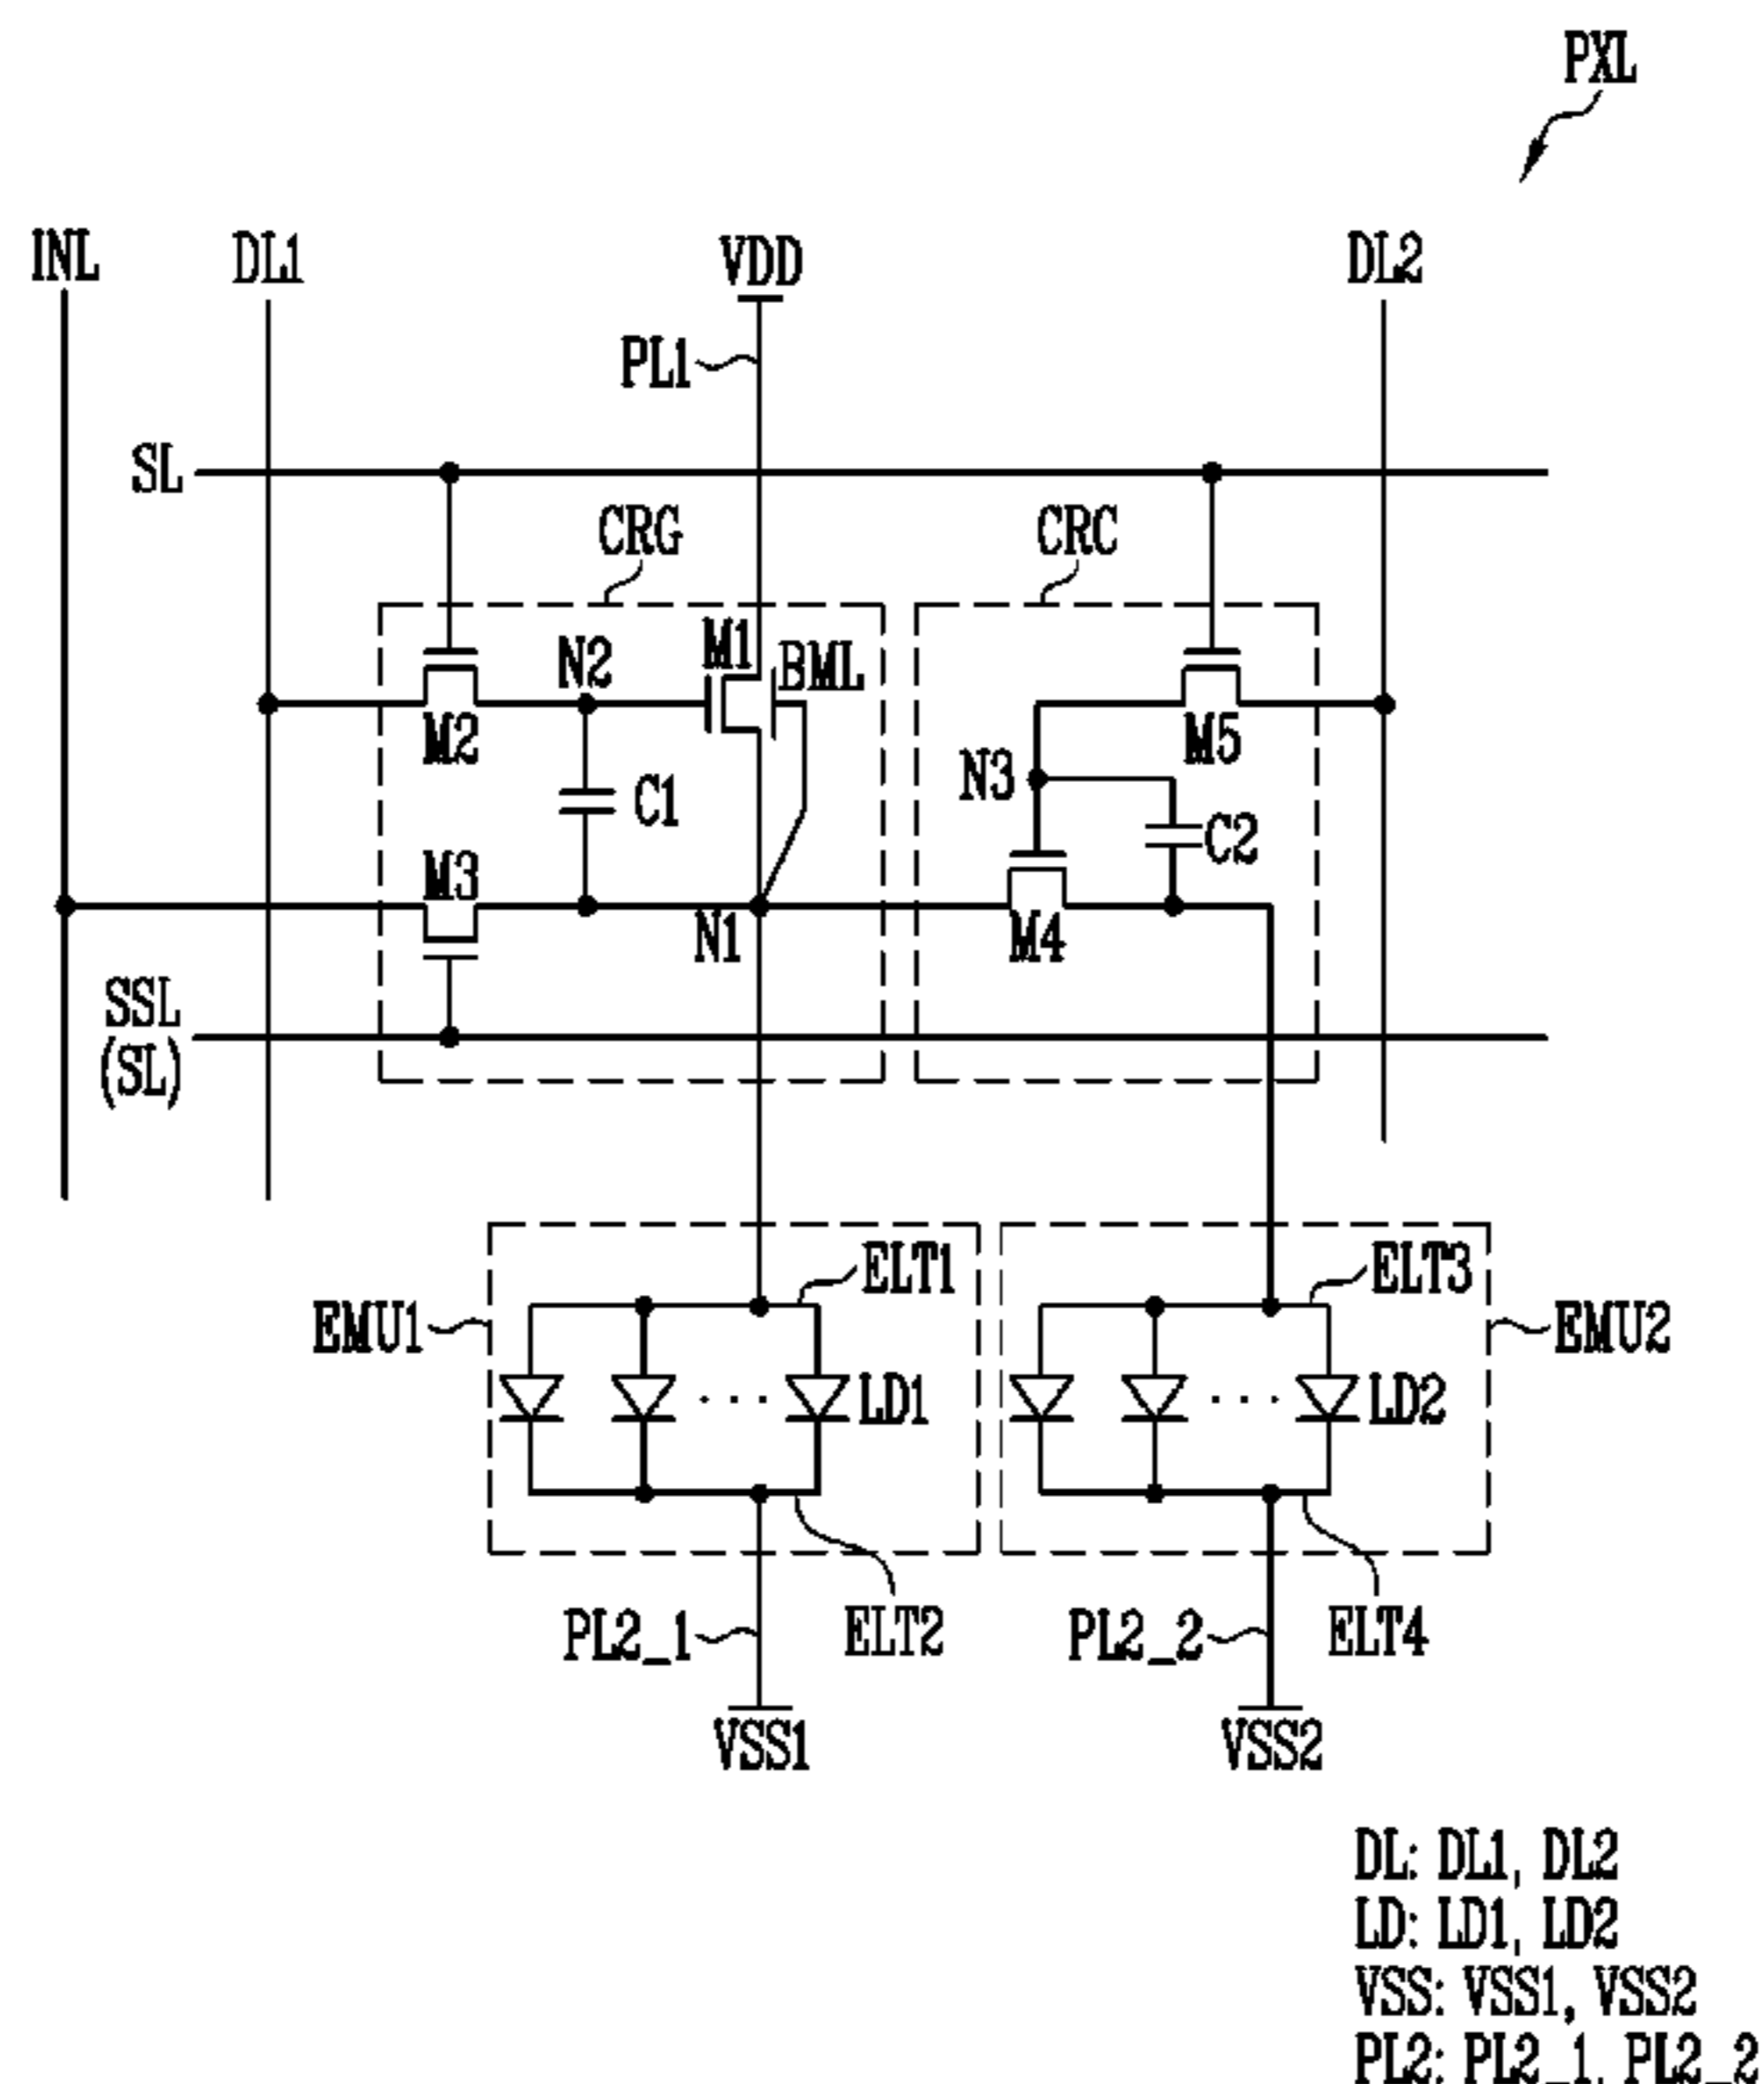 PXL
INL
DL1
VDD
DL2
PL1
SL
CRG
CRC
M1
BML
N2
M2
M5
N3
C1
C2
M3
N1
M4
SSL
(SL)
ELT1
ELT3
EMU1
EMU2
LD1
LD2
PL2_1
ELT2
PL2_2
ELT4
VSS1
VSS2
DL: DL1, DL2
LD: LD1, LD2
VSS: VSS1, VSS2
PL2: PL2_1, PL2_2